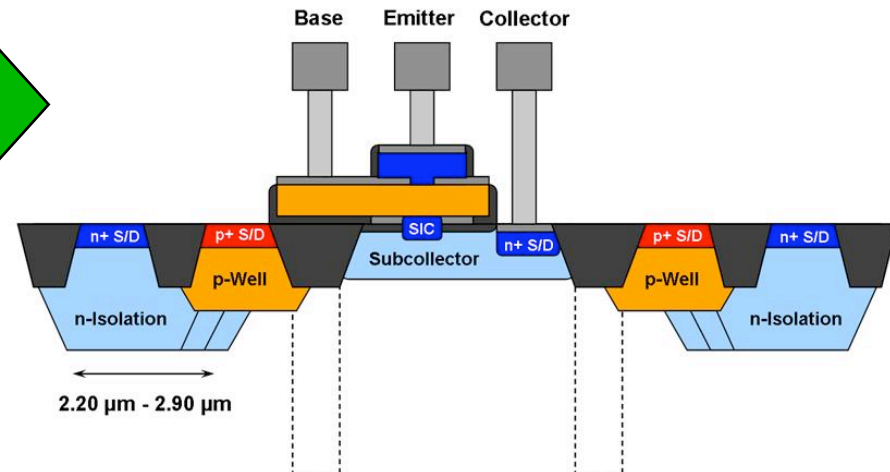 Base Emitter Collector
n+ S/D p+ S/D SIC n+ S/D p+ S/D n+ S/D
Subcollector
p-Well p-Well
n-Isolation n-Isolation
2.20 μm - 2.90 μm